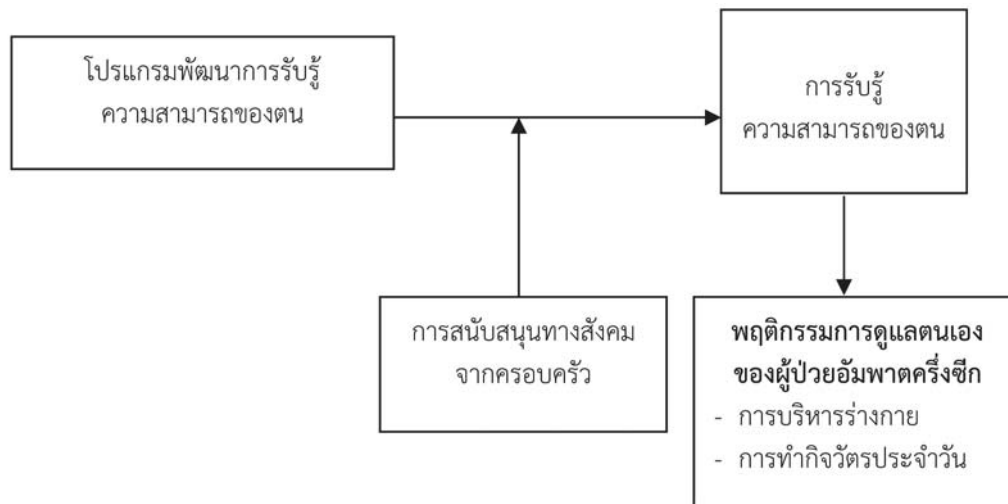 โปรแกรมพัฒนาการรับรู้
ความสามารถของตน
การรับรู้
ความสามารถของตน
การสนับสนุนทางสังคม
จากครอบครัว
พฤติกรรมการดูแลตนเอง
ของผู้ป่วยอัมพาตครึ่งซีก
- การบริหารร่างกาย
- การทำกิจวัตรประจำวัน